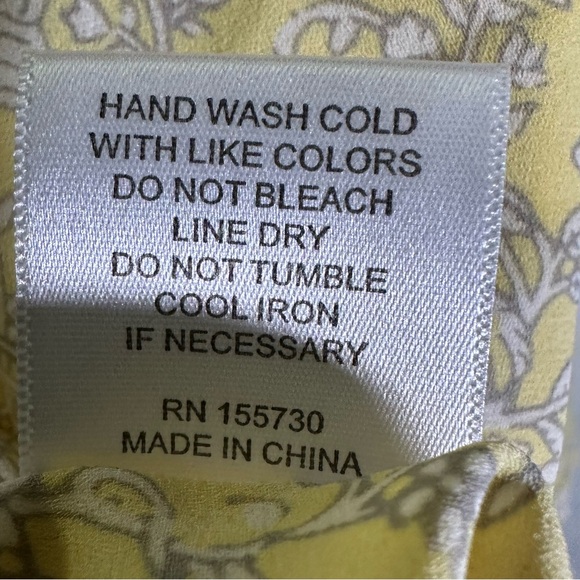 HAND WASH COLD
WITH LIKE COLORS
DO NOT BLEACH
LINE DRY
DO NOT TUMBLE
COOL IRON
IF NECESSARY
RN 155730
MADE IN CHINA